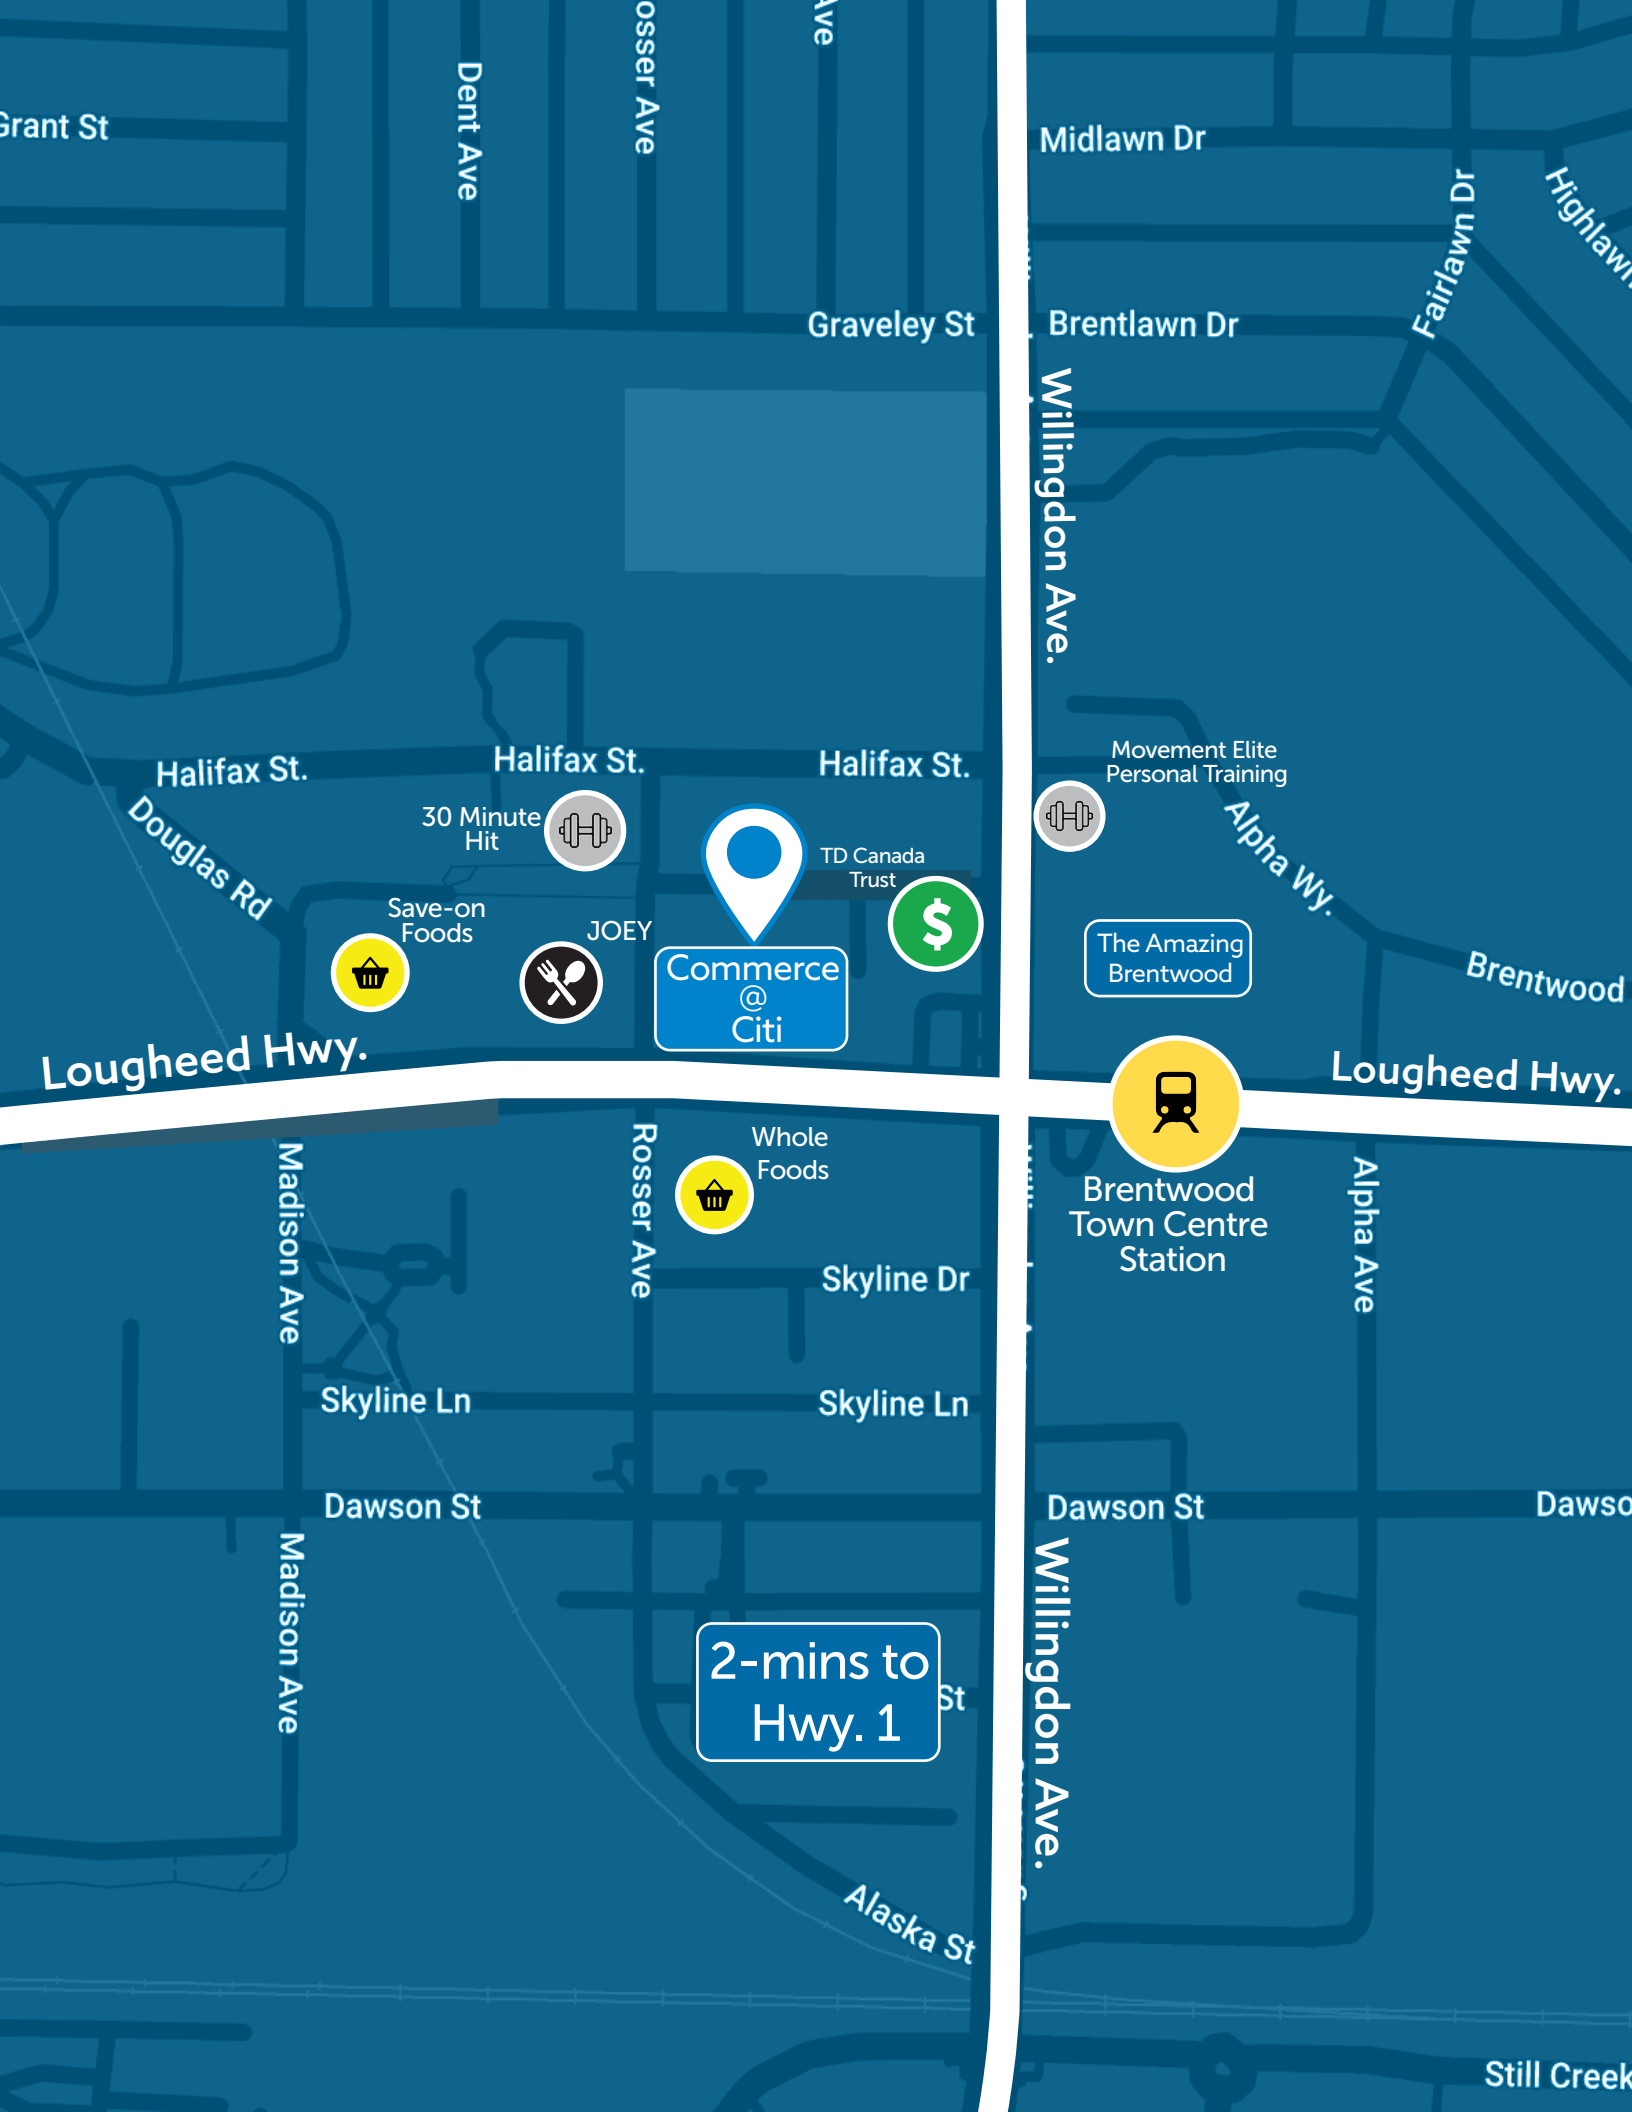 osser Ave
Ave
Dent Ave
Grant St
Midlawn Dr
Fairlawn Dr
Highlawn
Graveley St
Brentlawn Dr
Willingdon Ave.
Halifax St.
Halifax St.
Halifax St.
Movement Elite
Personal Training
30 Minute
Hit
Douglas Rd
TD Canada
Trust
$
Alpha Wy.
Save-on
Foods
JOEY
Commerce
@
Citi
The Amazing
Brentwood
Brentwood
Lougheed Hwy.
Lougheed Hwy.
Madison Ave
Rosser Ave
Whole
Foods
Brentwood
Town Centre
Station
Alpha Ave
Skyline Dr
Skyline Ln
Skyline Ln
Dawson St
Dawson St
Dawso
Madison Ave
Willingdon Ave.
2-mins to
Hwy. 1
St
Alaska St
Still Creek